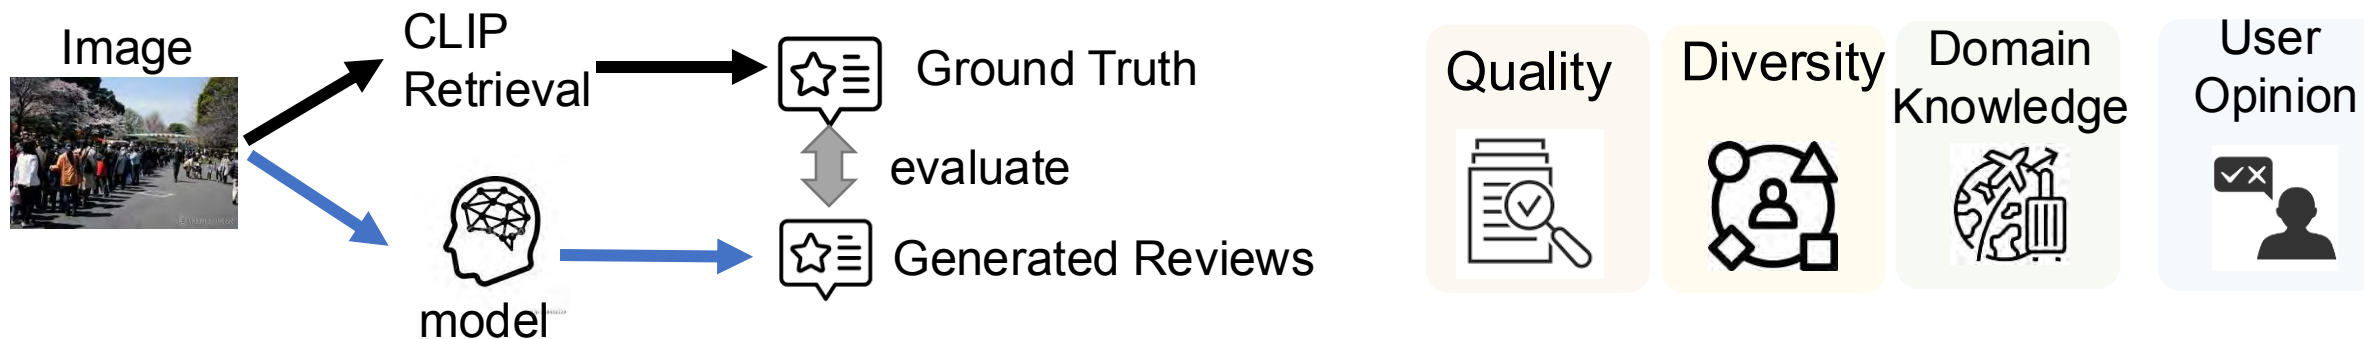 Image
CLIP
Retrieval
Ground Truth
evaluate
model
Generated Reviews
Quality
Diversity
Domain
Knowledge
User
Opinion